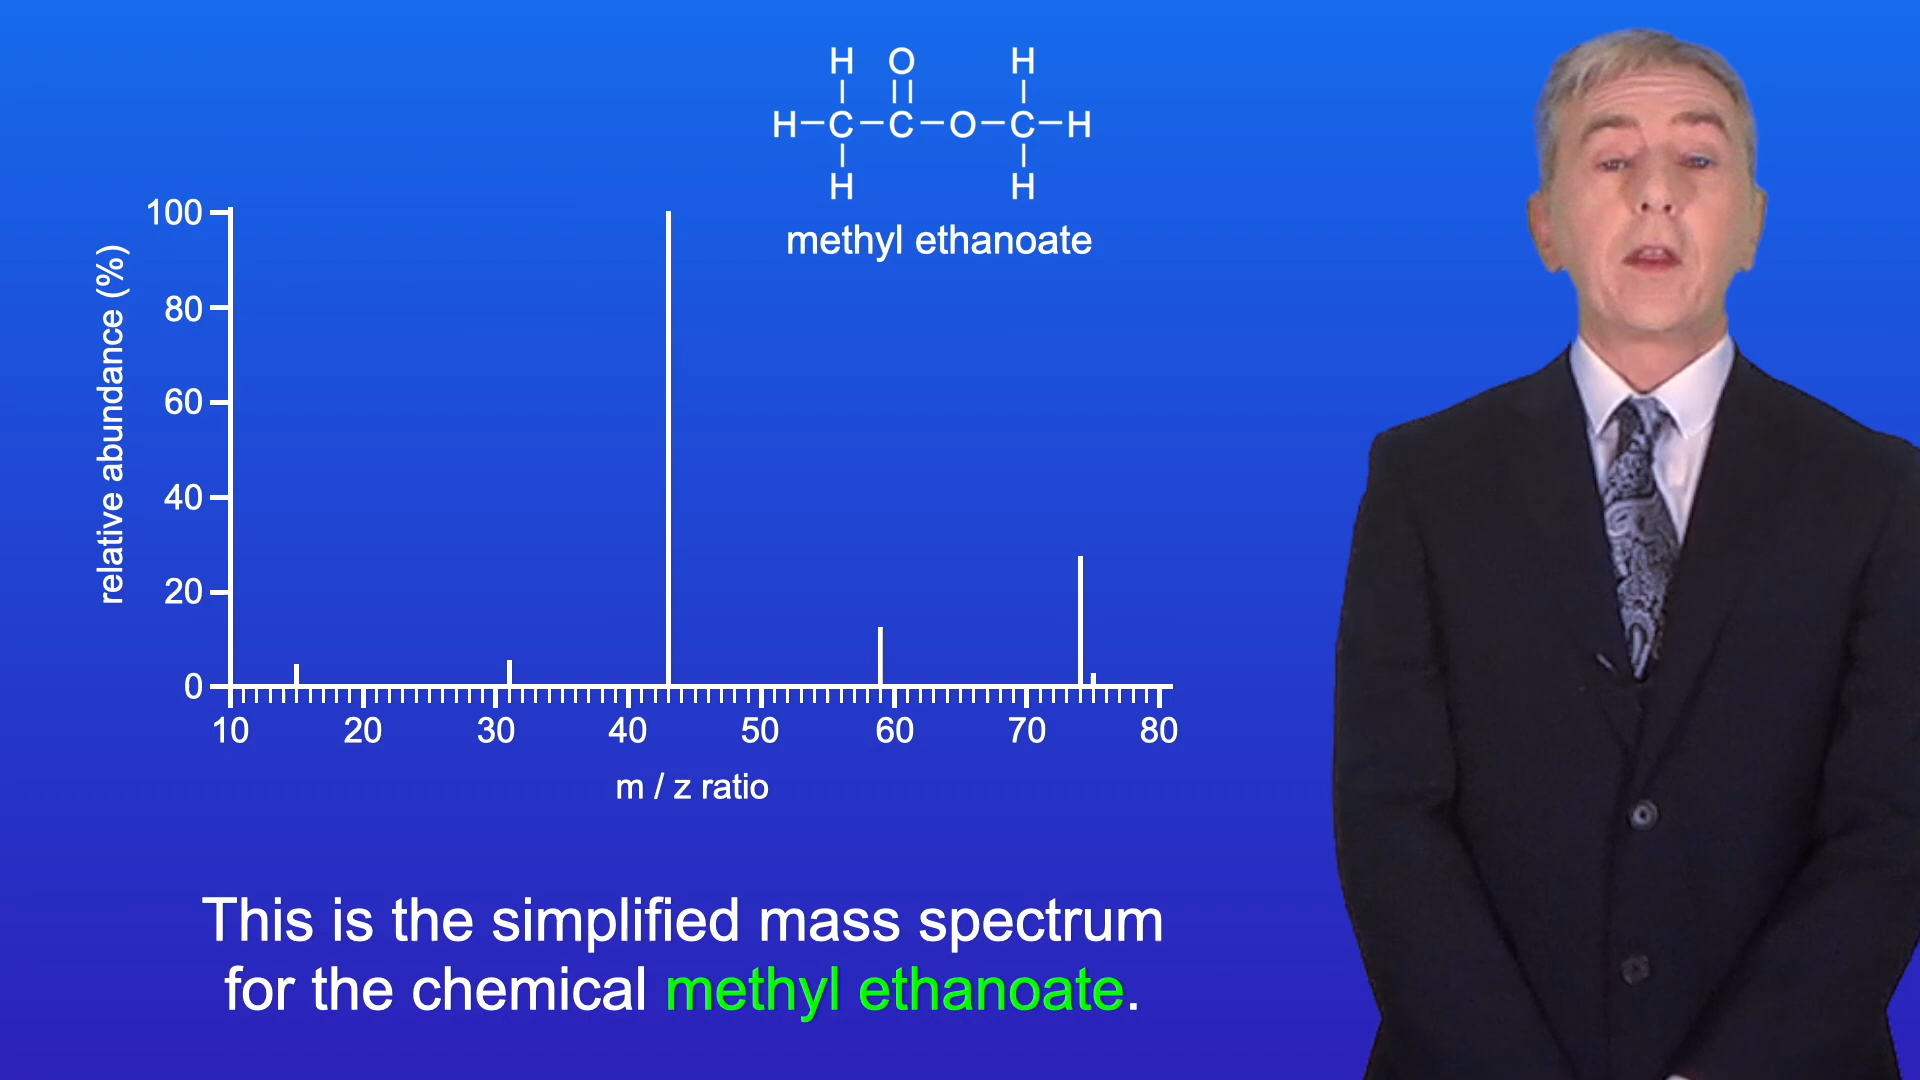 H O H
H C C O C H
H H
methyl ethanoate
100
80
60
40
20
0
relative abundance (%)
10 20 30 40 50 60 70 80
m / z ratio
This is the simplified mass spectrum
for the chemical methyl ethanoate.